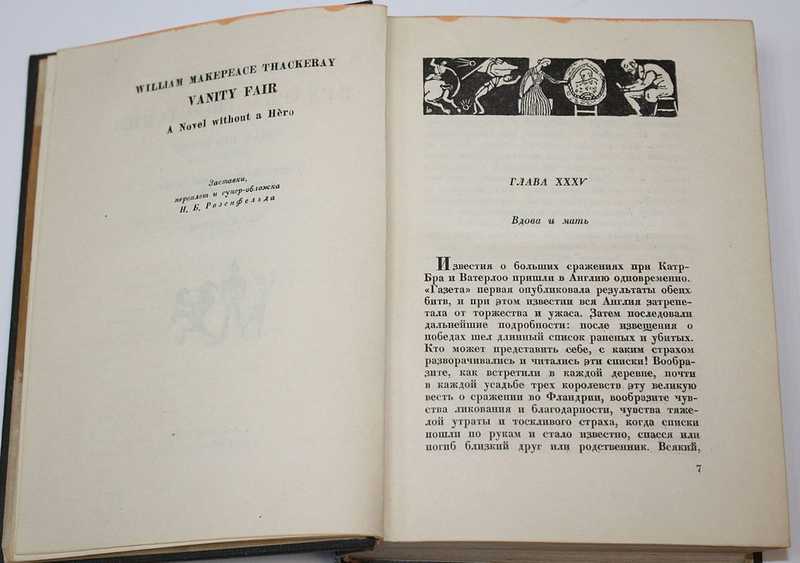 WILLIAM MAKEPEACE THACKERAY
VANITY FAIR
A Novel without a Hèro
Заставки,
переплет и супер-обложка
Н. Б. Розенфельда
ГЛАВА XXXV
Вдова и мать
Известия о больших сражениях при Катр-
Бра и Ватерлоо пришли в Англию одновременно.
«Газета» первая опубликовала результаты обеих
битв, и при этом известии вся Англия затрепе-
тала от торжества и ужаса. Затем последовали
дальнейшие подробности: после извещения о
победах шел длинный список раненых и убитых.
Кто может представить себе, с каким страхом
разворачивались и читались эти списки! Вообра-
зите, как встретили в каждой деревне, почти
в каждой усадьбе трех королевств эту великую
весть о сражении во Фландрии, вообразите чув-
ства ликования и благодарности, чувства тяже-
лой утраты и тоскливого страха, когда списки
пошли по рукам и стало известно, спасся или
погиб близкий друг или родственник. Всякий,
7